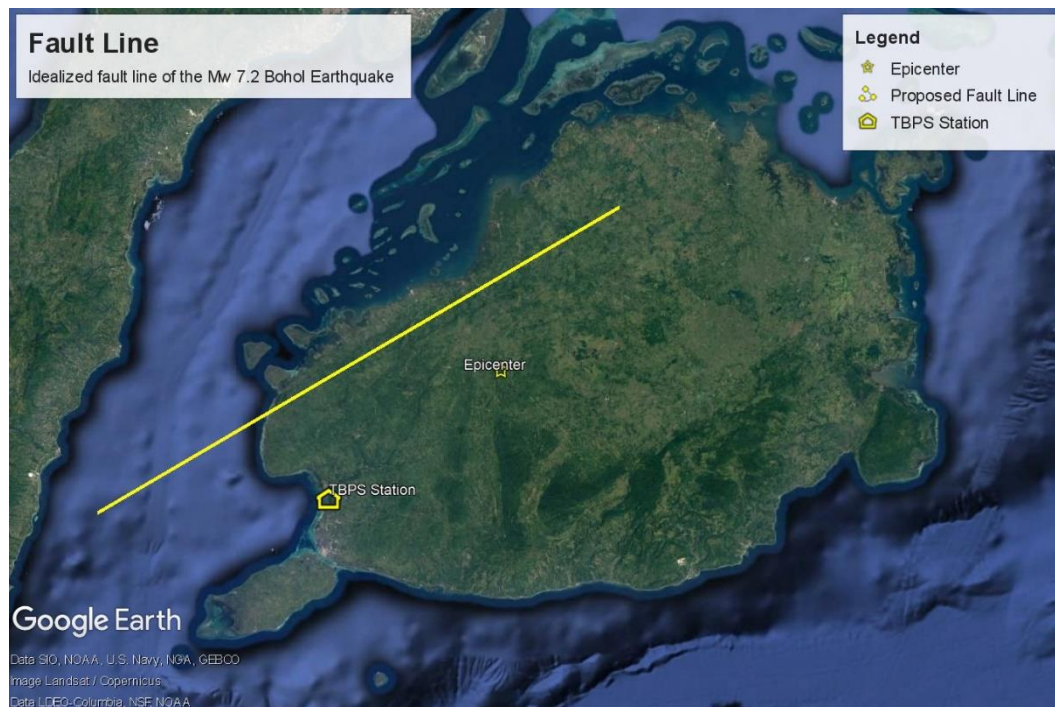 Fault Line
Idealized fault line of the Mw 7.2 Bohol Earthquake
Legend
Epicenter
Proposed Fault Line
TBPS Station
Epicenter
TBPS Station
Google Earth
Data SIO, NOAA, U.S. Navy, NGA, GEBCO
Image Landsat / Copernicus
Data LDEO-Columbia, NSF, NOAA